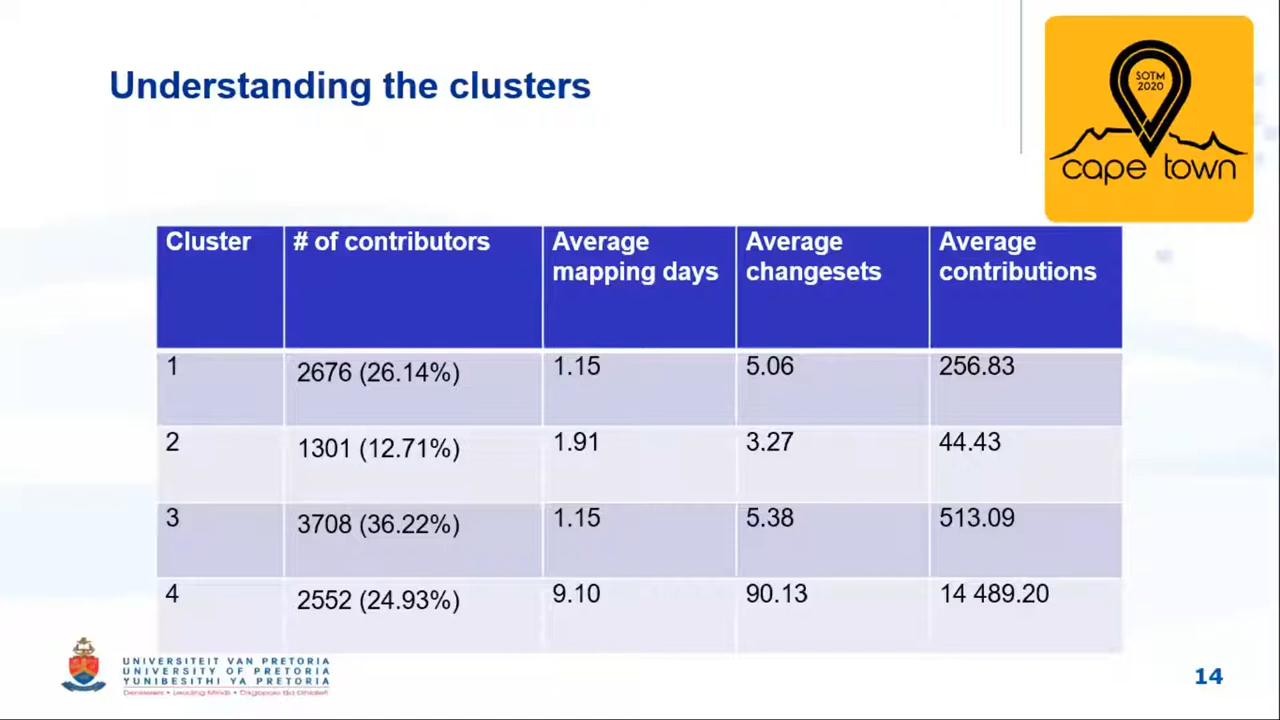 Understanding the clusters
SOTM
2020
cape town
Cluster
# of contributors
Average
mapping days
Average
changesets
Average
contributions
1
2676 (26.14%)
1.15
5.06
256.83
2
1301 (12.71%)
1.91
3.27
44.43
3
3708 (36.22%)
1.15
5.38
513.09
4
2552 (24.93%)
9.10
90.13
14 489.20
UNIVERSITEIT VAN PRETORIA
UNIVERSITY OF PRETORIA
YUNIBESITHI YA PRETORIA
Leading Minds
14